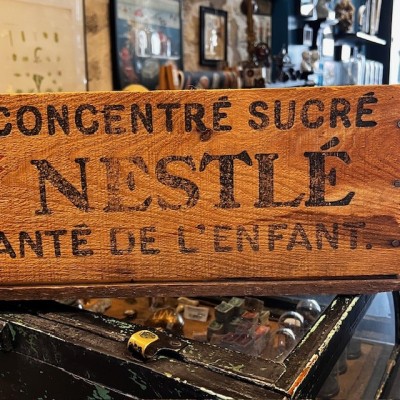 CONCENTRÉ SUCRÉ
NESTLÉ
ANTÉ DE L'ENFANT.